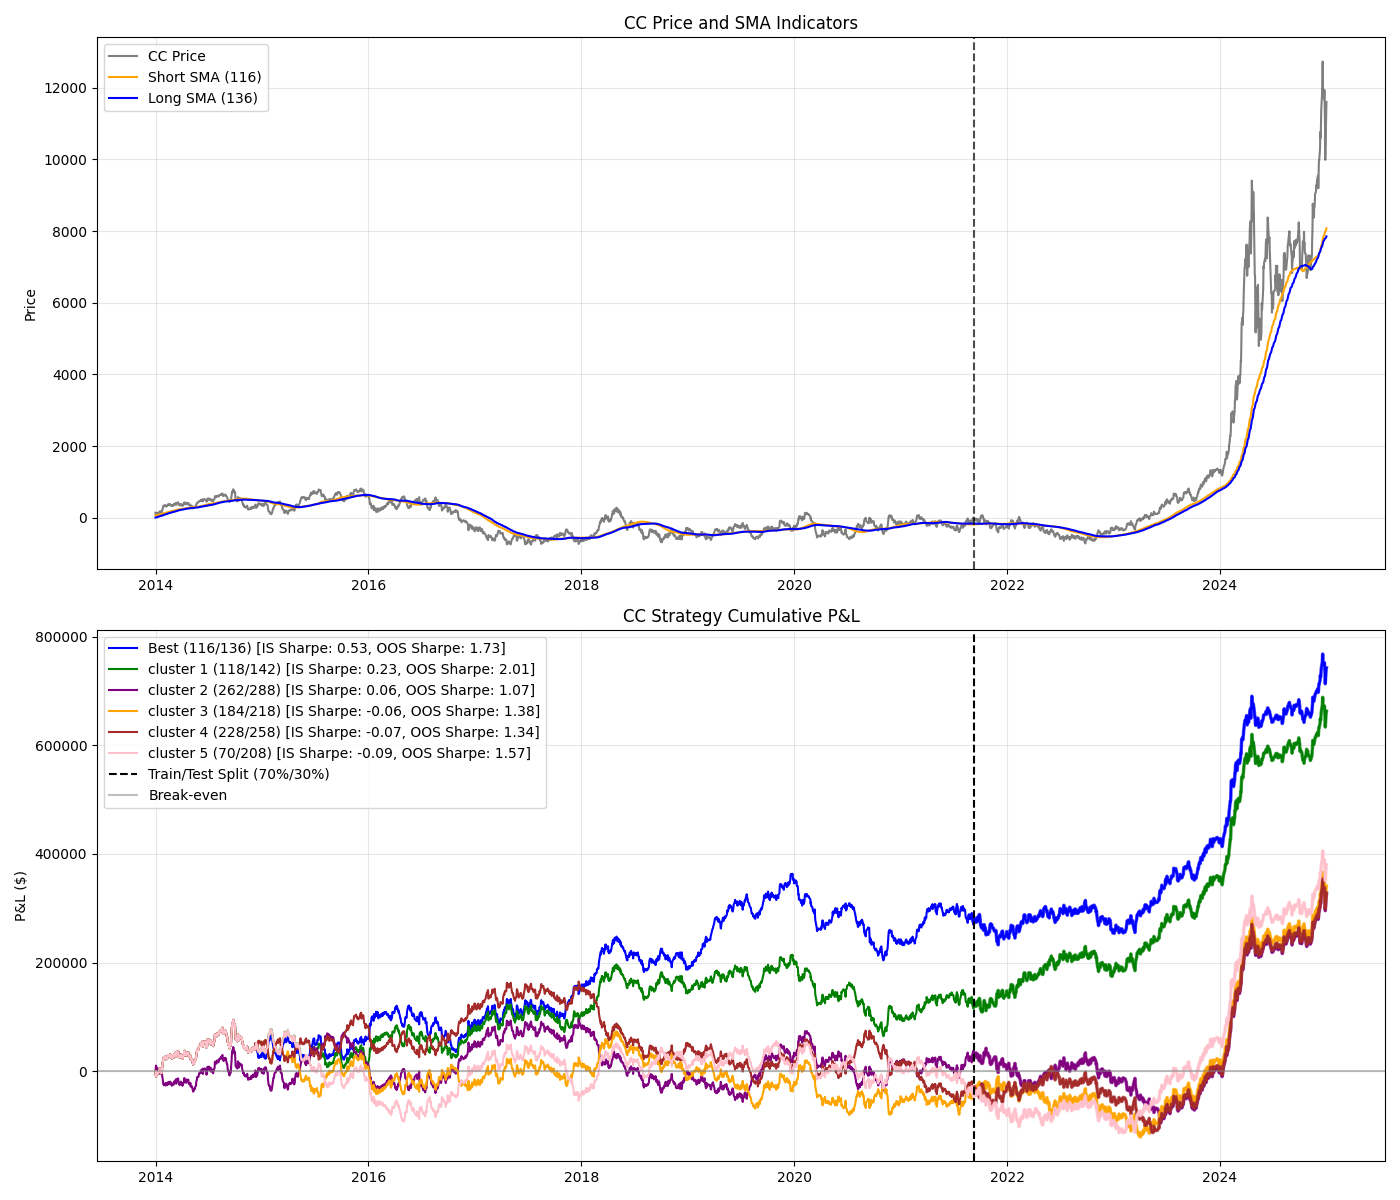 CC Price and SMA Indicators
CC Price
Short SMA (116)
Long SMA (136)
Price
12000
10000
8000
6000
4000
2000
0
2014
2016
2018
2020
2022
2024
CC Strategy Cumulative P&L
Best (116/136) [IS Sharpe: 0.53, OOS Sharpe: 1.73]
cluster 1 (118/142) [IS Sharpe: 0.23, OOS Sharpe: 2.01]
cluster 2 (262/288) [IS Sharpe: 0.06, OOS Sharpe: 1.07]
cluster 3 (184/218) [IS Sharpe: -0.06, OOS Sharpe: 1.38]
cluster 4 (228/258) [IS Sharpe: -0.07, OOS Sharpe: 1.34]
cluster 5 (70/208) [IS Sharpe: -0.09, OOS Sharpe: 1.57]
Train/Test Split (70%/30%)
Break-even
P&L ($)
800000
600000
400000
200000
0
2014
2016
2018
2020
2022
2024